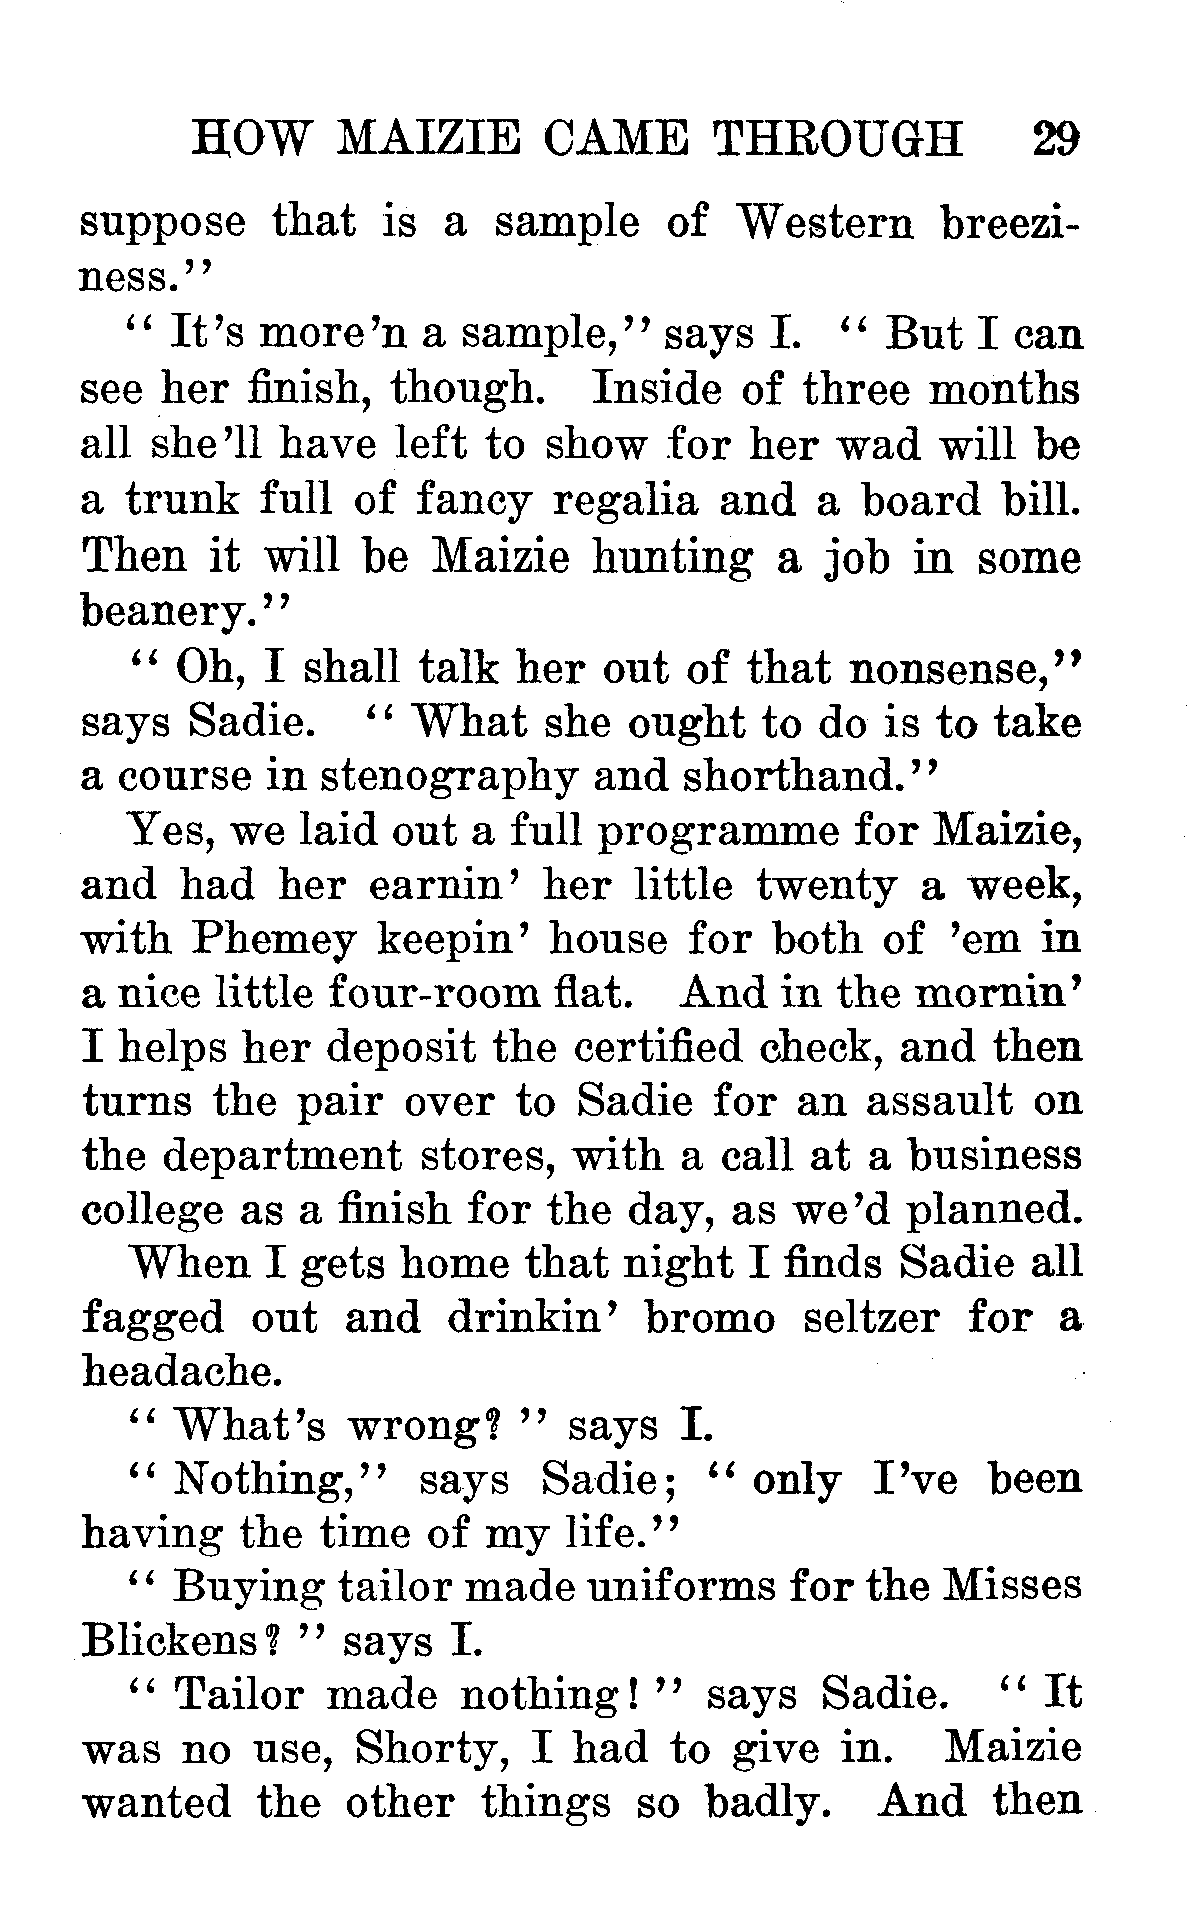 HOW MAIZIE CAME THROUGH 29
suppose that is a sample of Western breezi-
ness.''
'' It's more'n a sample,'' says I. '' But I can
see her finish, though. Inside of three months
all she'll have left to show for her wad will be
a trunk full of fancy regalia and a board bill.
Then it will be Maizie hunting a job in some
beanery.''
'' Oh, I shall talk her out of that nonsense,''
says Sadie. '' What she ought to do is to take
a course in stenography and shorthand.''
Yes, we laid out a full programme for Maizie,
and had her earnin' her little twenty a week,
with Phemey keepin' house for both of 'em in
a nice little four-room flat. And in the mornin'
I helps her deposit the certified check, and then
turns the pair over to Sadie for an assault on
the department stores, with a call at a business
college as a finish for the day, as we'd planned.
When I gets home that night I finds Sadie all
fagged out and drinkin' bromo seltzer for a
headache.
'' What's wrong? '' says I.
'' Nothing,'' says Sadie; '' only I've been
having the time of my life.''
'' Buying tailor made uniforms for the Misses
Blickens? '' says I.
'' Tailor made nothing! '' says Sadie. '' It
was no use, Shorty, I had to give in. Maizie
wanted the other things so badly. And then